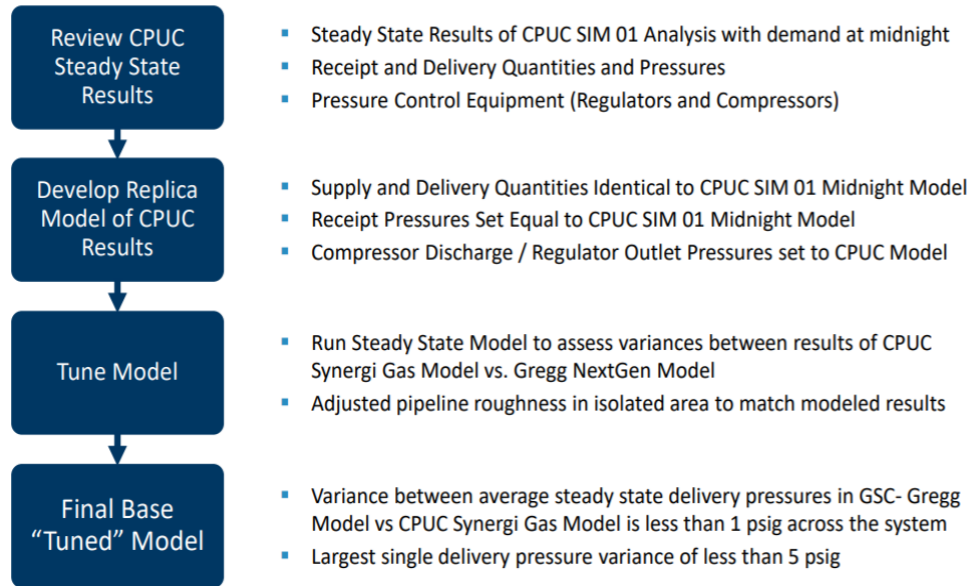 Review CPUC
Steady State
Results
▪ Steady State Results of CPUC SIM 01 Analysis with demand at midnight
▪ Receipt and Delivery Quantities and Pressures
▪ Pressure Control Equipment (Regulators and Compressors)
Develop Replica
Model of CPUC
Results
▪ Supply and Delivery Quantities Identical to CPUC SIM 01 Midnight Model
▪ Receipt Pressures Set Equal to CPUC SIM 01 Midnight Model
▪ Compressor Discharge / Regulator Outlet Pressures set to CPUC Model
Tune Model
▪ Run Steady State Model to assess variances between results of CPUC
Synergi Gas Model vs. Gregg NextGen Model
▪ Adjusted pipeline roughness in isolated area to match modeled results
Final Base
“Tuned” Model
▪ Variance between average steady state delivery pressures in GSC- Gregg
Model vs CPUC Synergi Gas Model is less than 1 psig across the system
▪ Largest single delivery pressure variance of less than 5 psig